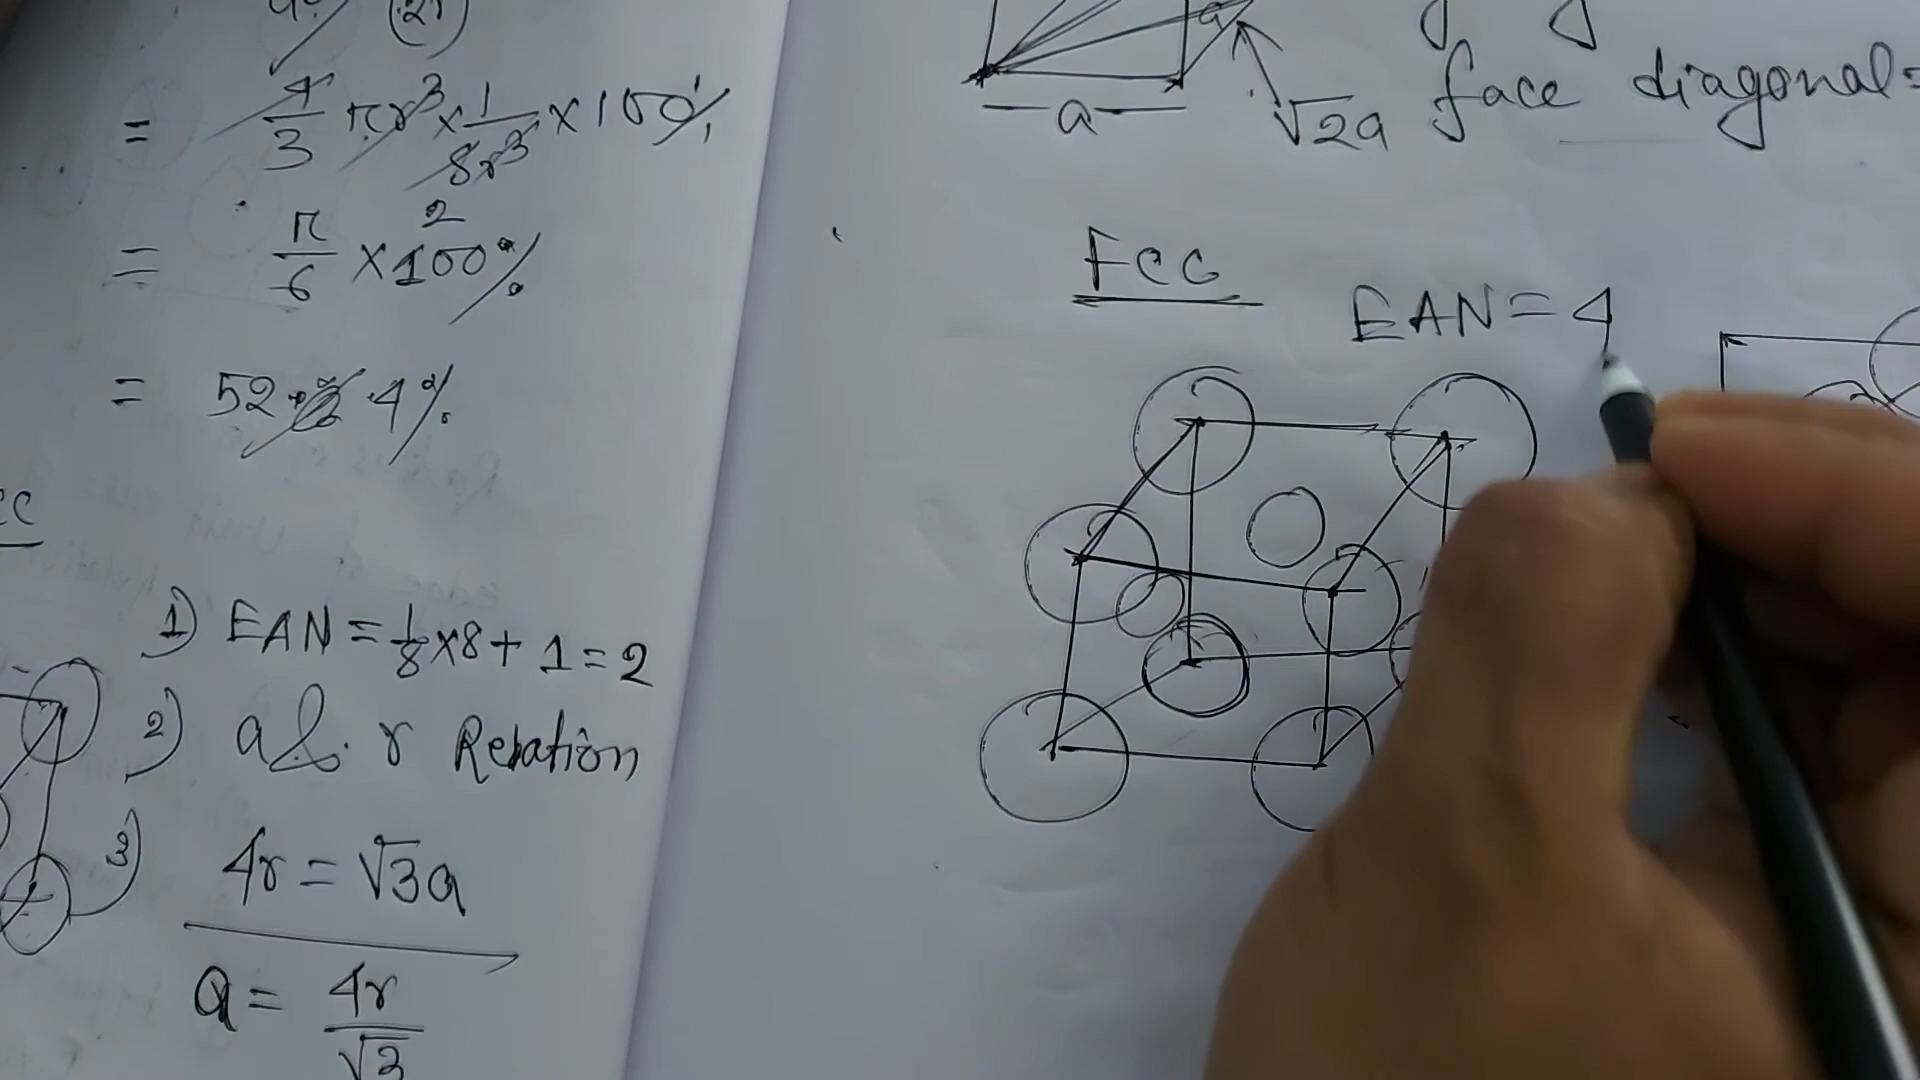 = 4/3 πr³ × 1/8r³ × 100%
= π/6 × 100%
2
= 52.4%
1) EAN = 1/8 × 8 + 1 = 2
2) a & r Relation
3) 4r = √3a
a = 4r/√3
a
√2a face diagonal =
FCC
EAN = 4